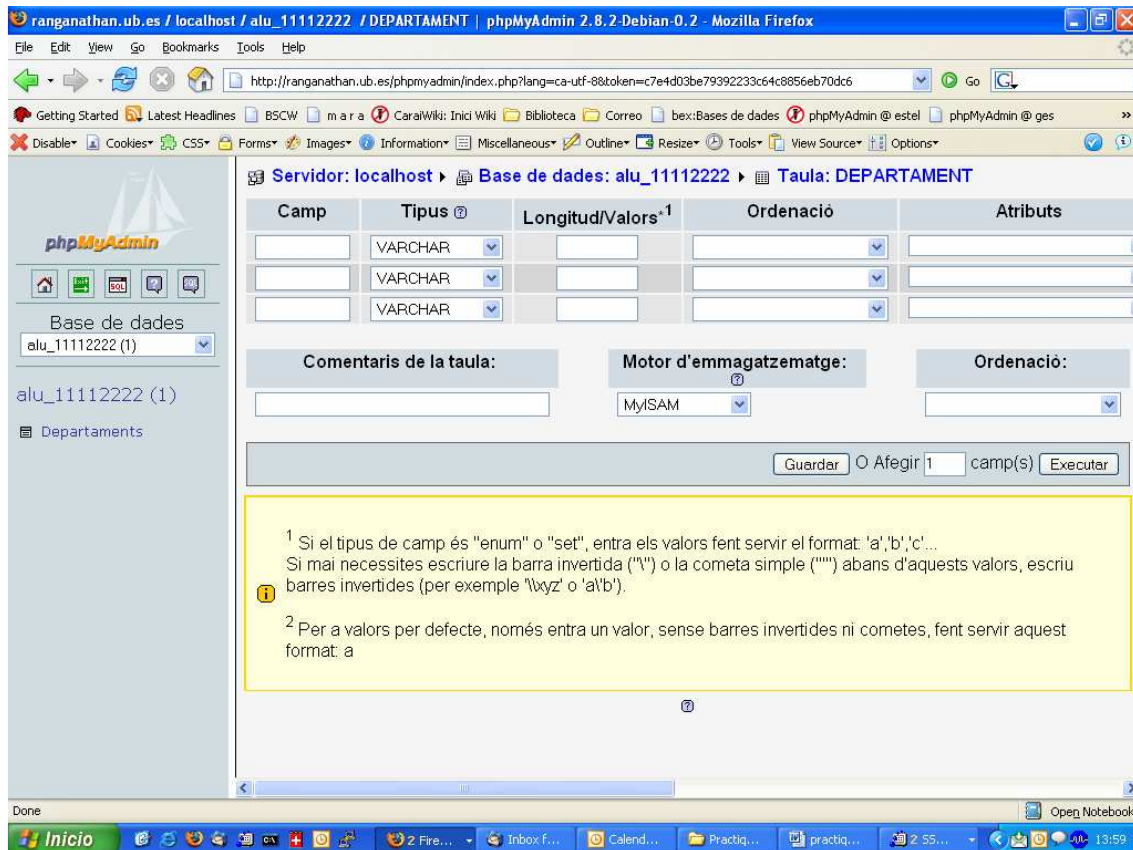 ranganathan.ub.es / localhost / alu_11112222 / DEPARTAMENT | phpMyAdmin 2.8.2-Debian-0.2 - Mozilla Firefox
File Edit View Go Bookmarks Tools Help
http://ranganathan.ub.es/phpmyadmin/index.php?lang=ca-utf-8&token=c7e4d03be79392233c64c8856eb70dc6 Go
Getting Started Latest Headlines BSCW m a r a CaraiWiki: Inici Wiki Biblioteca Correo bex::Bases de dades phpMyAdmin @ estel phpMyAdmin @ ges »
Disable Cookies CSS Forms Images Information Miscellaneous Outline Resize Tools View Source Options
phpMyAdmin
SQL
Base de dades
alu_11112222 (1)
alu_11112222 (1)
Departaments
Servidor: localhost Base de dades: alu_11112222 Taula: DEPARTAMENT
Camp Tipus Longitud/Valors*1 Ordenació Atributs
VARCHAR
VARCHAR
VARCHAR
Comentaris de la taula: Motor d'emmagatzematge: Ordenació:
MyISAM
Guardar O Afegir 1 camp(s) Executar
1 Si el tipus de camp és "enum" o "set", entra els valors fent servir el format: 'a','b','c'...
Si mai necessites escriure la barra invertida ("\") o la cometa simple ("'") abans d'aquests valors, escriu
barres invertides (per exemple '\\xyz' o 'a\'b').
2 Per a valors per defecte, només entra un valor, sense barres invertides ni cometes, fent servir aquest
format: a
Done Open Notebook
Inicio 2 Fire... Inbox f... Calend... Practiq... practiq... 2 S5... 13:59